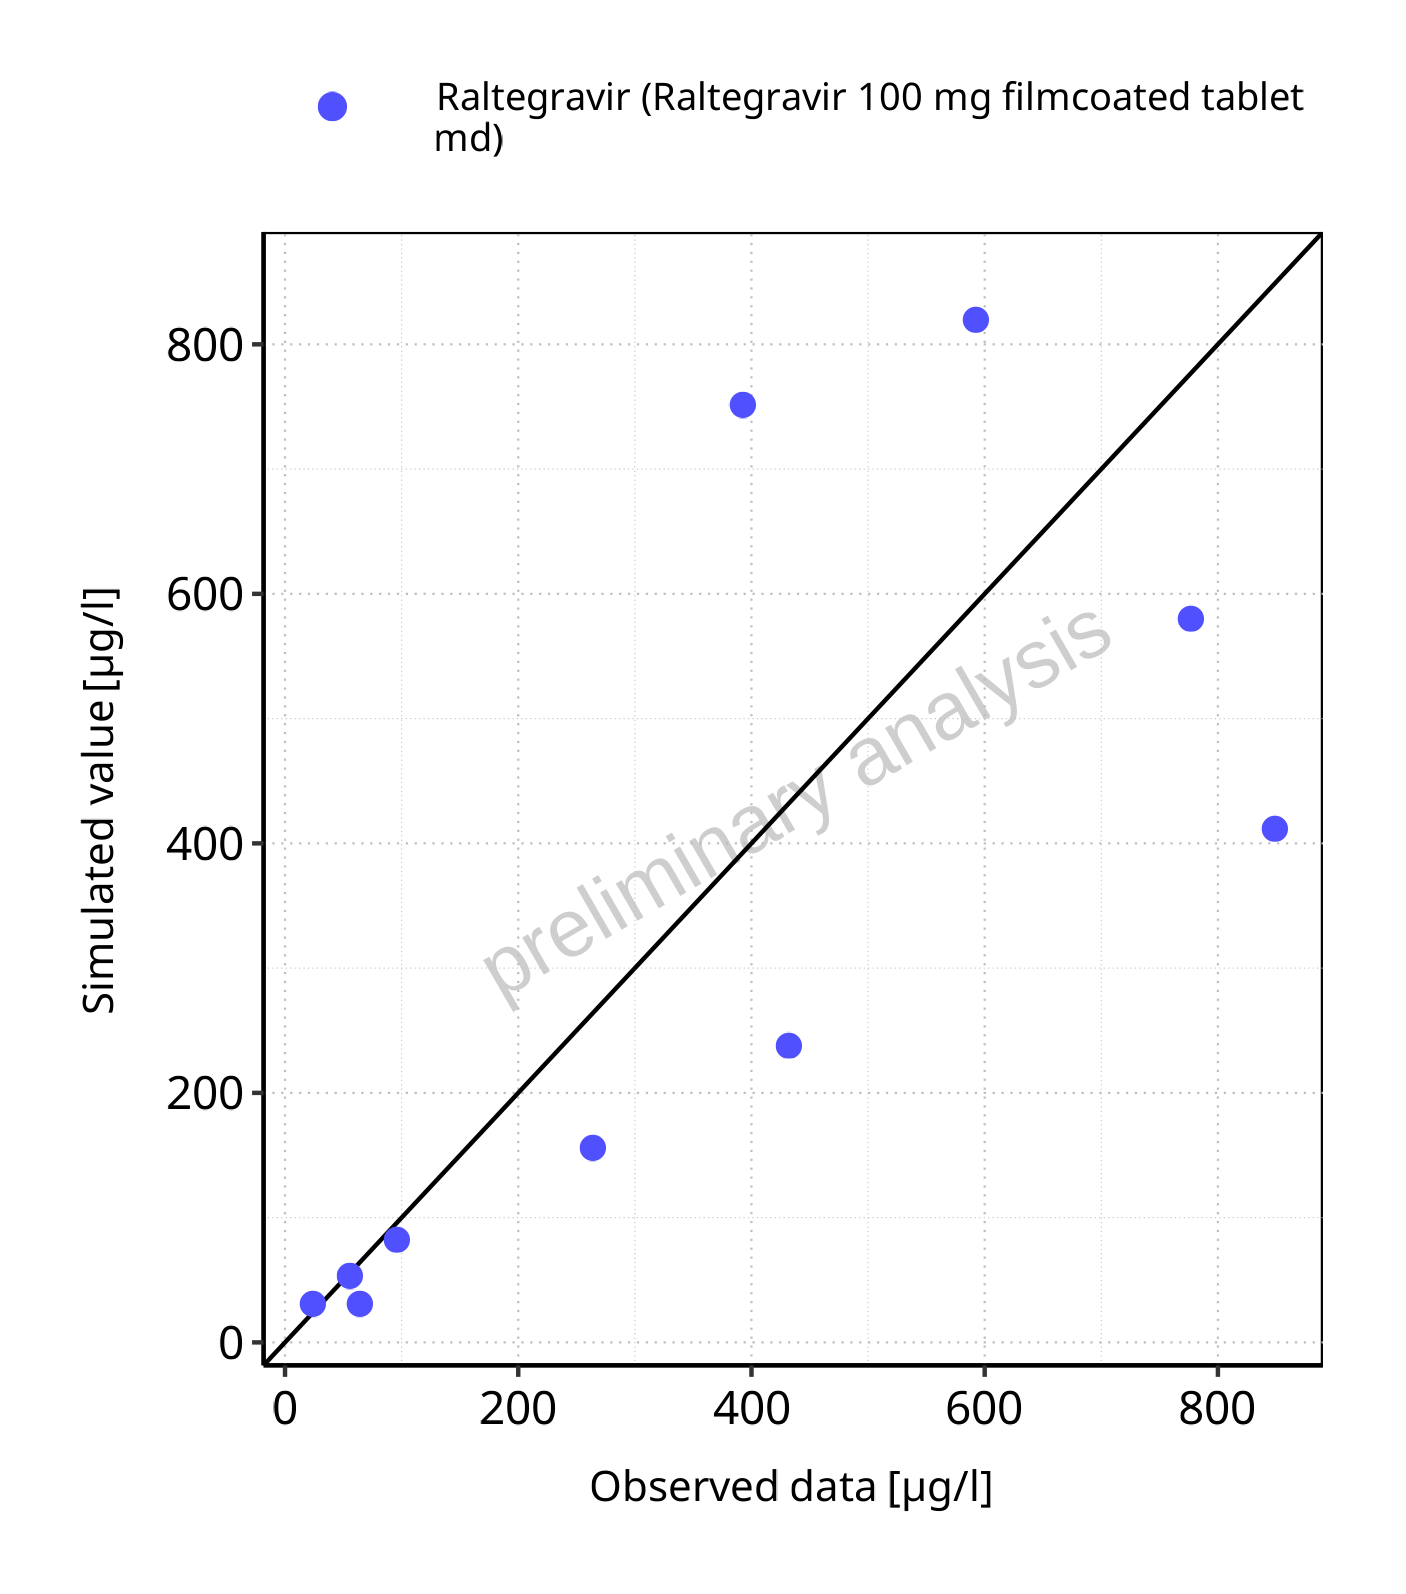 Raltegravir (Raltegravir 100 mg filmcoated tablet
md)
800
600
400
200
0
Simulated value [µg/l]
preliminary analysis
0 200 400 600 800
Observed data [µg/l]